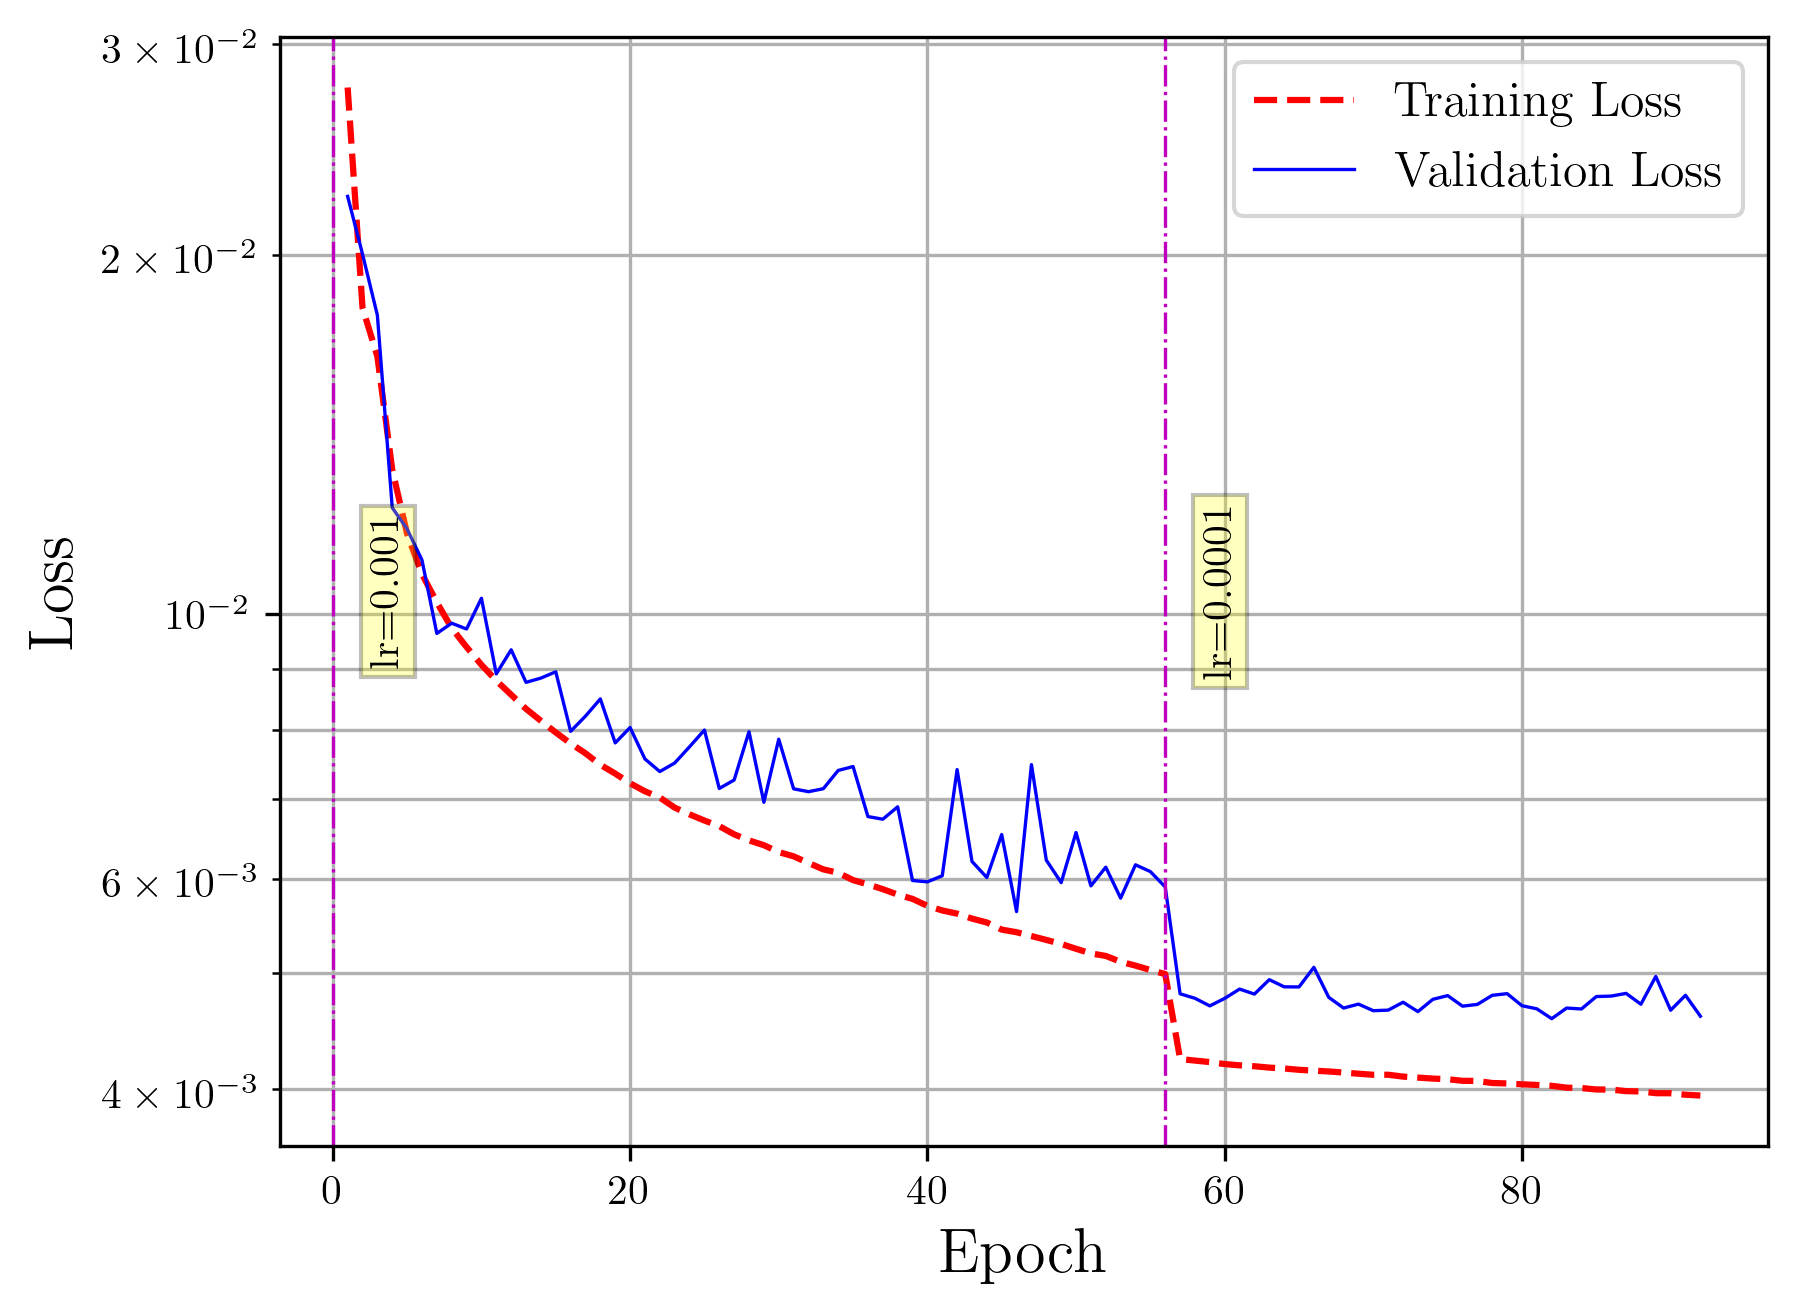 3 × 10⁻²
2 × 10⁻²
10⁻²
6 × 10⁻³
4 × 10⁻³
Loss
Training Loss
Validation Loss
lr=0.001
lr=0.0001
0
20
40
60
80
Epoch